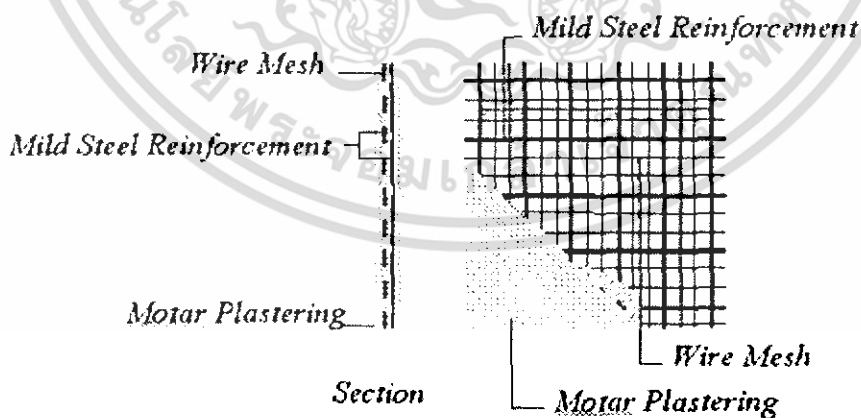 Mild Steel Reinforcement
Wire Mesh
Mild Steel Reinforcement
Motar Plastering
Wire Mesh
Section
Motar Plastering